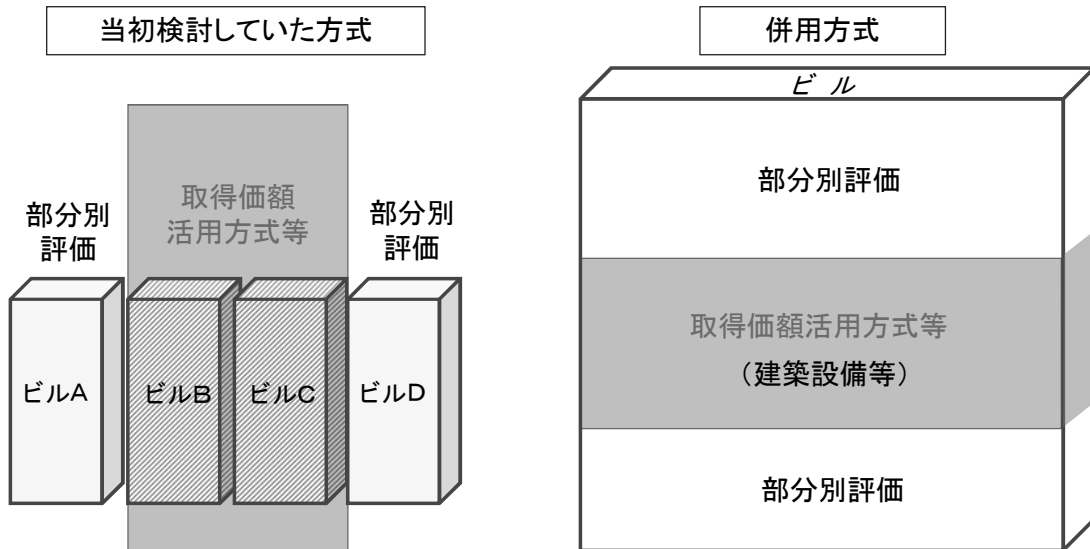 当初検討していた方式
取得価額
活用方式等
部分別
評価
部分別
評価
ビルA
ビルB
ビルC
ビルD
併用方式
ビル
部分別評価
取得価額活用方式等
（建築設備等）
部分別評価